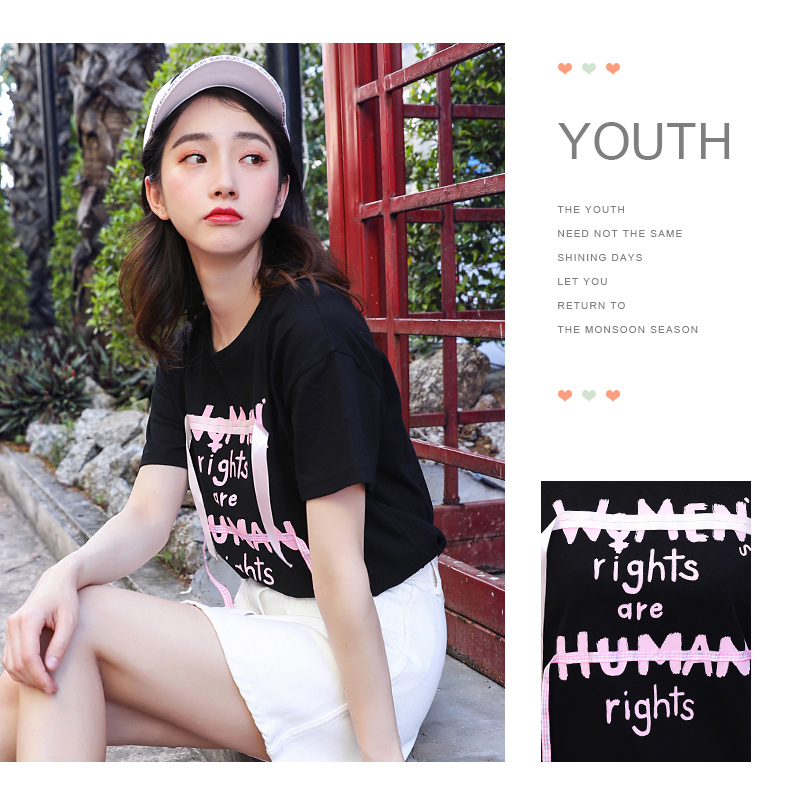 YOUTH
THE YOUTH
NEED NOT THE SAME
SHINING DAYS
LET YOU
RETURN TO
THE MONSOON SEASON
WOMEN'
rights
are
HUMAN
rights
WOMEN's
rights
are
HUMAN
rights